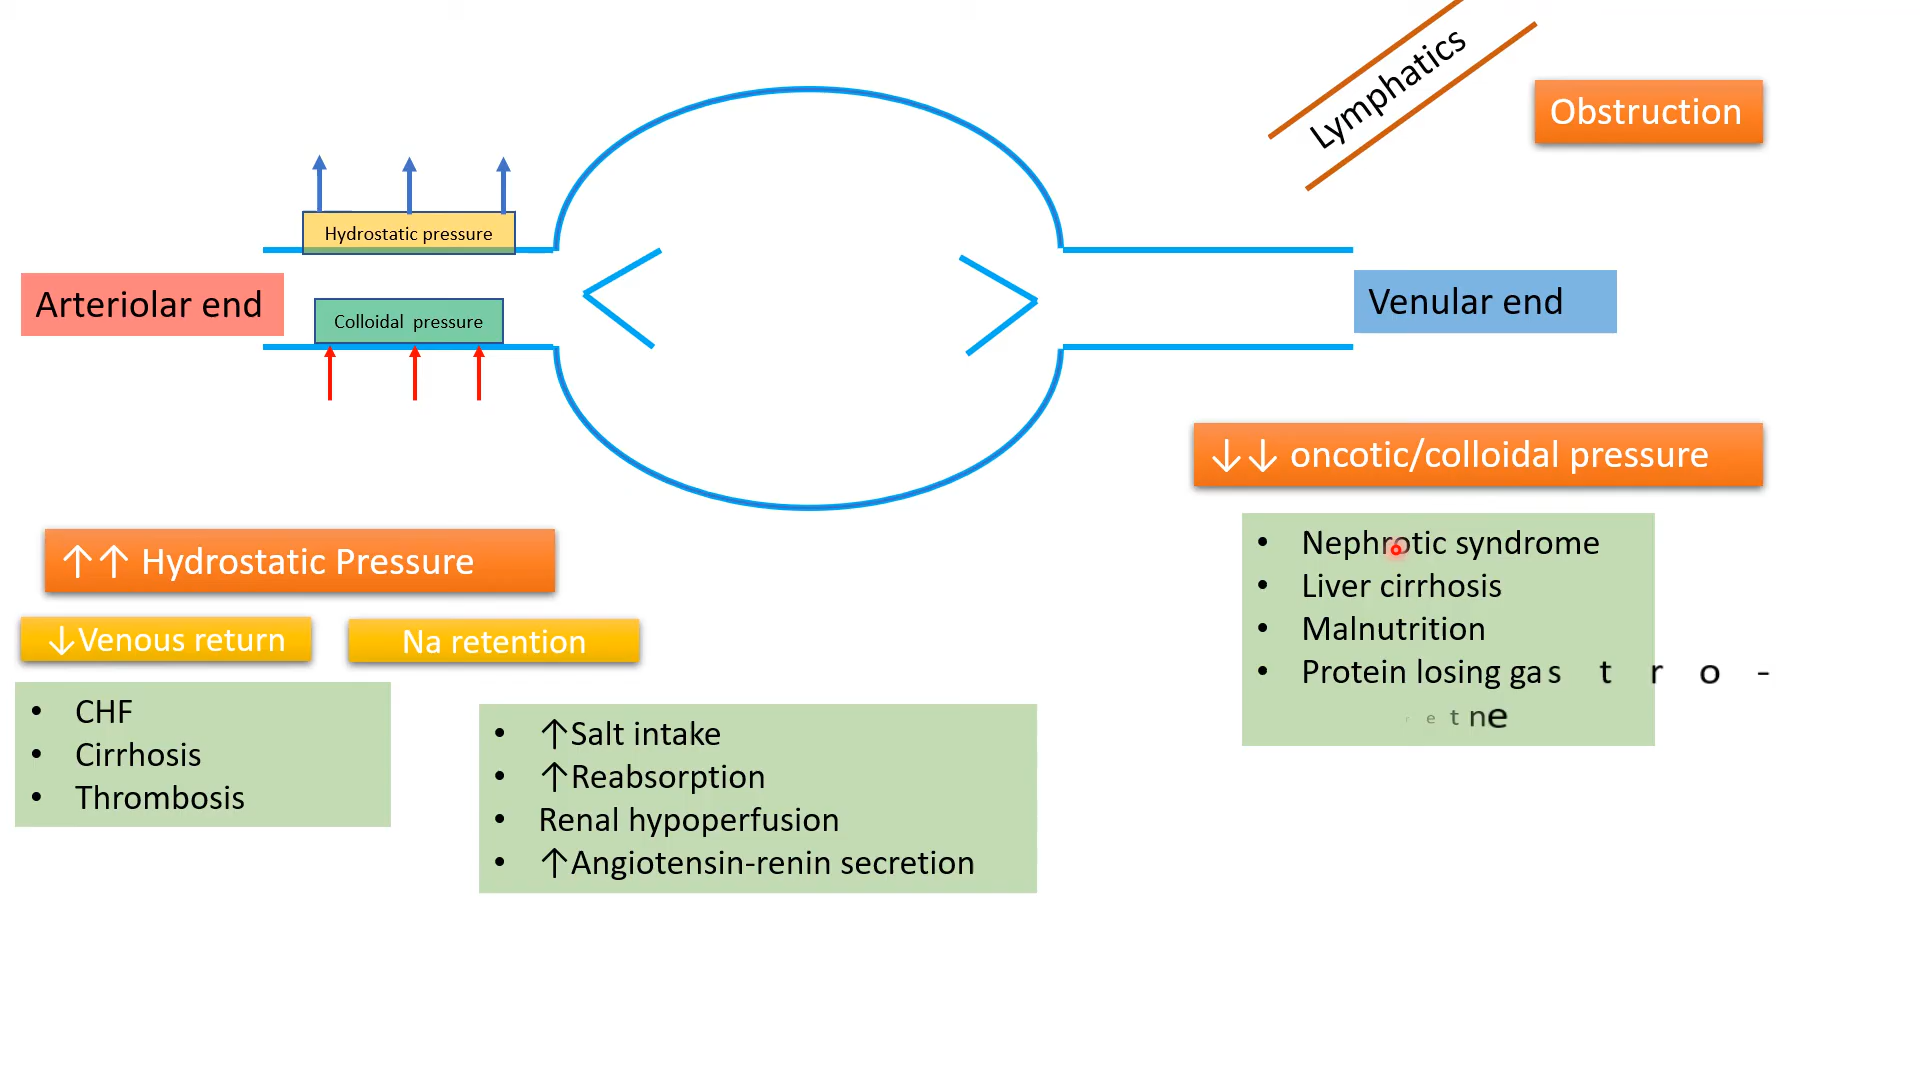 Lymphatics
Obstruction
Hydrostatic pressure
Arteriolar end
Colloidal pressure
Venular end
↓↓ oncotic/colloidal pressure
↑↑ Hydrostatic Pressure
↓Venous return
Na retention
• CHF
• Cirrhosis
• Thrombosis
• ↑Salt intake
• ↑Reabsorption
• Renal hypoperfusion
• ↑Angiotensin-renin secretion
• Nephrotic syndrome
• Liver cirrhosis
• Malnutrition
• Protein losing gastro-